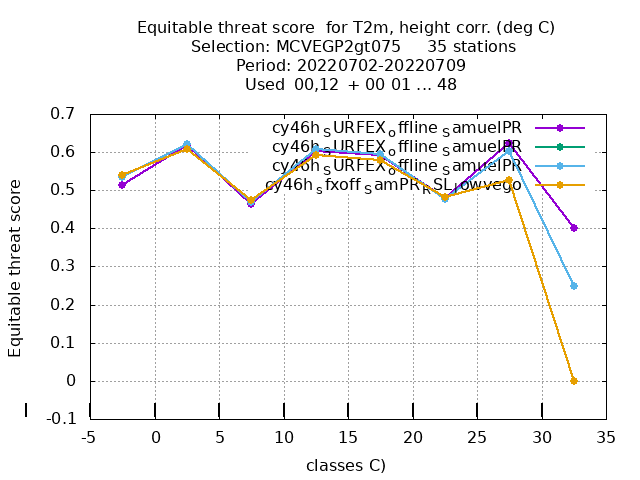 Equitable threat score for T2m, height corr. (deg C)
Selection: MCVEGP2gt075 35 stations
Period: 20220702-20220709
Used 00,12 + 00 01 ... 48
0.7
0.6
0.5
0.4
0.3
0.2
0.1
0
-0.1
Equitable threat score
cy46h_SURFEX_offline_SamuelPR
cy46h_SURFEX_offline_SamuelPR
cy46h_SURFEX_offline_SamuelPR
-5 0 5 10 15 20 25 30 35
classes C)